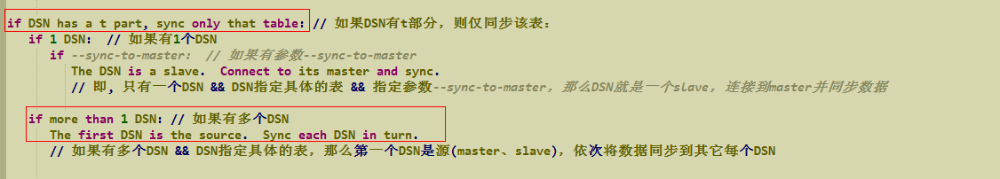 if DSN has a t part, sync only that table: // 如果DSN有t部分，则仅同步该表：
if 1 DSN: // 如果有1个DSN
if --sync-to-master: // 如果有参数--sync-to-master
The DSN is a slave. Connect to its master and sync.
// 即, 只有一个DSN && DSN指定具体的表 && 指定参数--sync-to-master，那么DSN就是一个slave，连接到master并同步数据
if more than 1 DSN: // 如果有多个DSN
The first DSN is the source. Sync each DSN in turn.
// 如果有多个DSN && DSN指定具体的表，那么第一个DSN是源(master、slave)，依次将数据同步到其它每个DSN